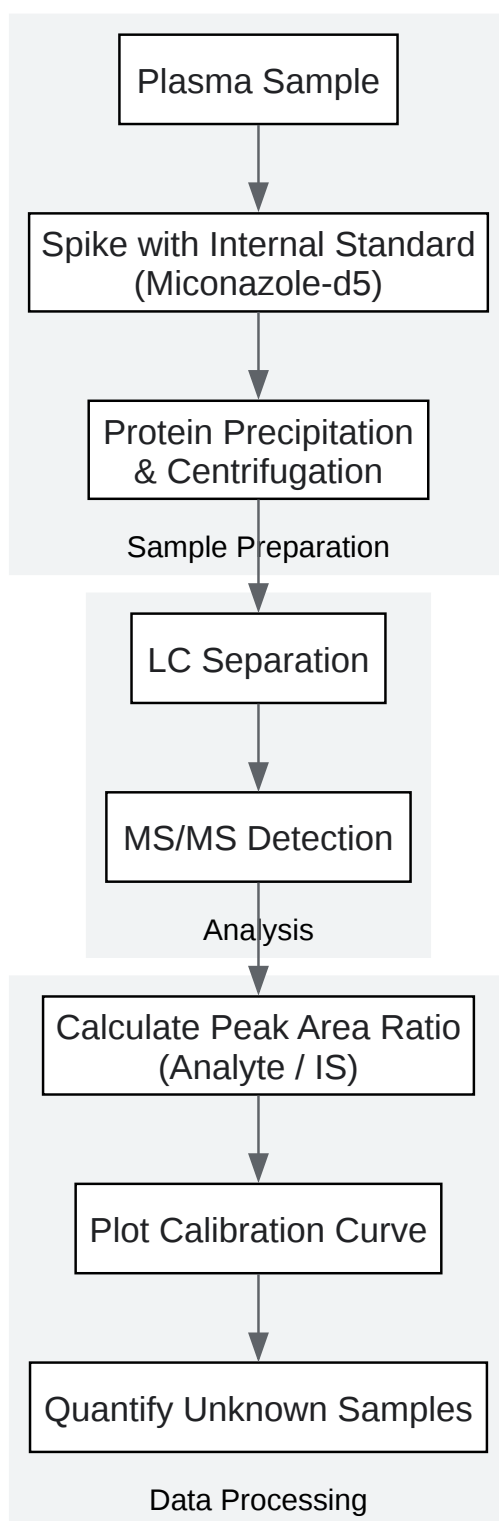 Plasma Sample
Spike with Internal Standard
(Miconazole-d5)
Protein Precipitation
& Centrifugation
Sample Preparation
LC Separation
MS/MS Detection
Analysis
Calculate Peak Area Ratio
(Analyte / IS)
Plot Calibration Curve
Quantify Unknown Samples
Data Processing